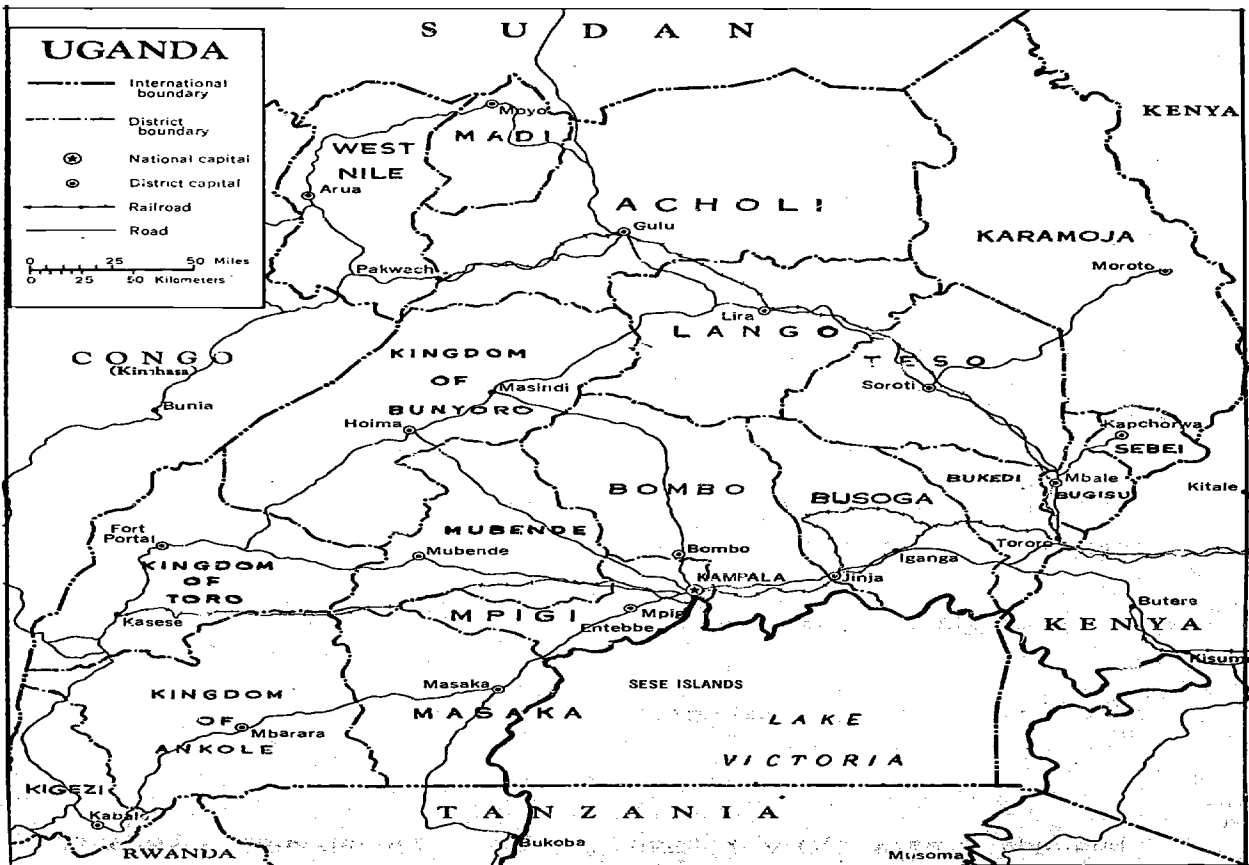 SUDAN
UGANDA
International
boundary
District
boundary
National capital
District capital
Railroad
Road
0 25 50 Miles
0 25 50 Kilometers
KENYA
Moyo
MADI
WEST
NILE
Arua
ACHOLI
Gulu
KARAMOJA
Moroto
Pakwach
Lira
LANGO
CONGO
(Kinshasa)
Bunia
KINGDOM
OF
BUNYORO
Masindi
Hoima
TESO
Soroti
Kapchorwa
SEBEI
BUKEDI
Mbale
BUGISU
Kitale
BOMBO
BUSOGA
MUBENDE
Mubende
Fort
Portal
KINGDOM
OF
TORO
Kasese
Bombo
KAMPALA
Jinja
Iganga
Tororo
MPIGI
Mpigi
Entebbe
Butere
KENYA
Kisum
KINGDOM
OF
ANKOLE
Mbarara
Masaka
MASAKA
SESE ISLANDS
LAKE
VICTORIA
KIGEZI
Kabale
TANZANIA
RWANDA
Bukoba
Musoma